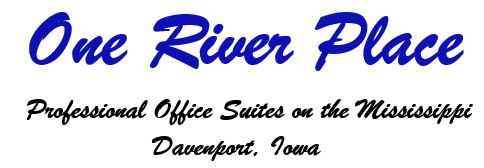 One River Place
Professional Office Suites on the Mississippi
Davenport, Iowa